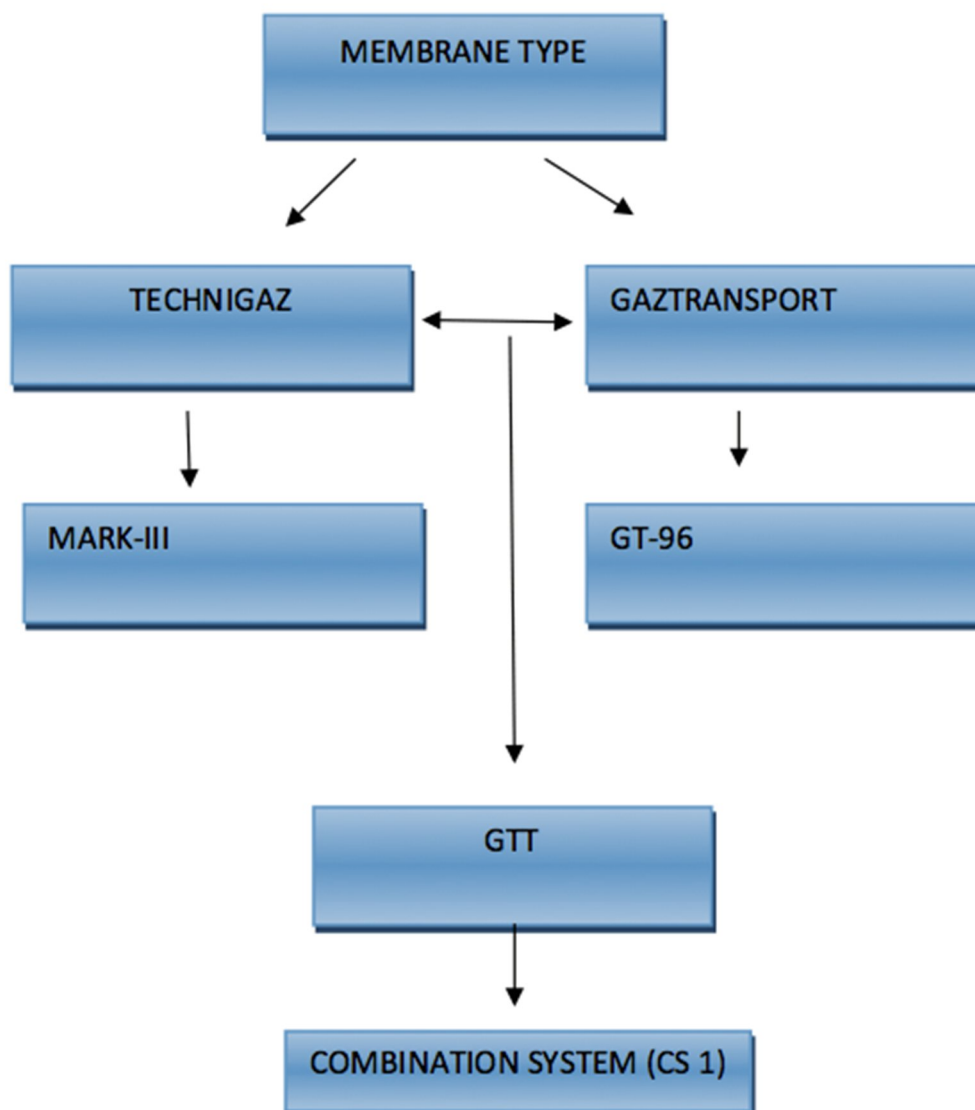 MEMBRANE TYPE
TECHNIGAZ
GAZTRANSPORT
MARK-III
GT-96
GTT
COMBINATION SYSTEM (CS 1)